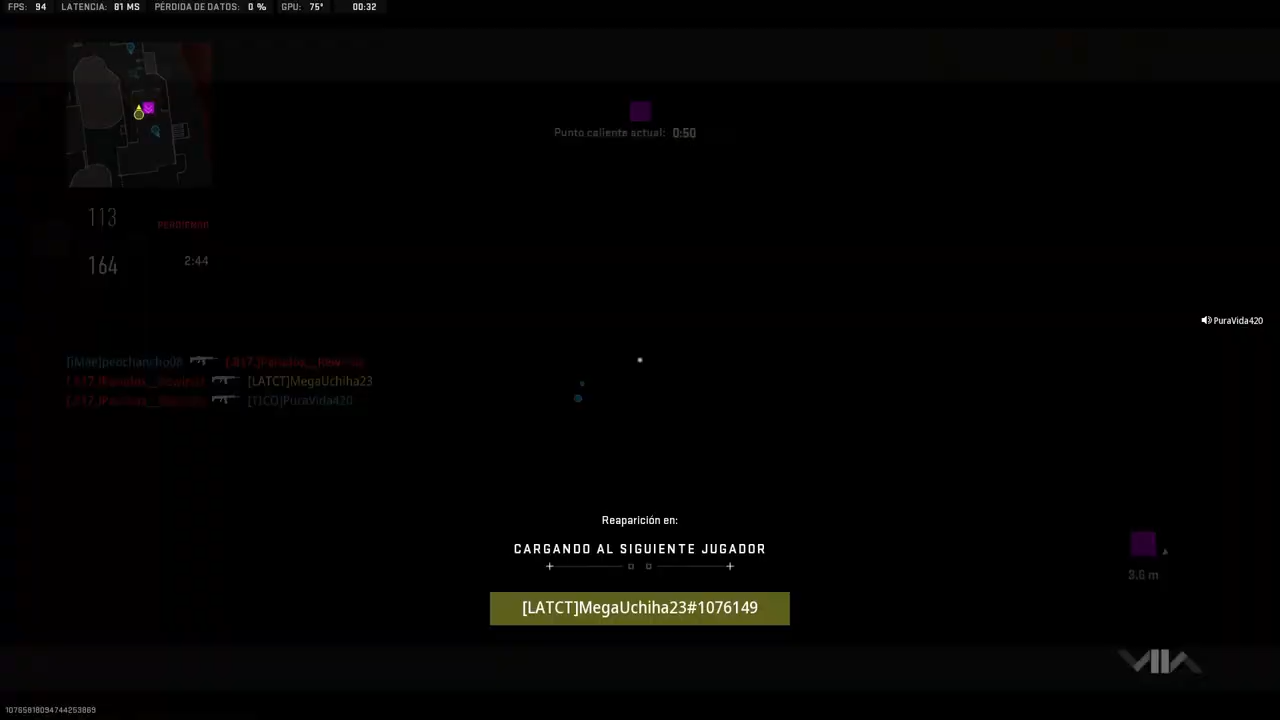 FPS: 94 LATENCIA: 81 MS PÉRDIDA DE DATOS: 0 % GPU: 75° 00:32
Punto caliente actual: 0:50
113 PERDIENDO
164 2:44
PuraVida420
[LATCT]MegaUchiha23
[TICO]PuraVida420
Reaparición en:
CARGANDO AL SIGUIENTE JUGADOR
[LATCT]MegaUchiha23#1076149
3.6 m